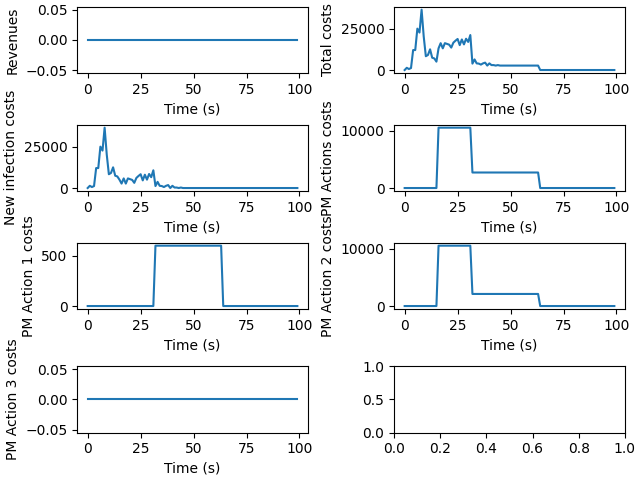 Revenues
0.05
0.00
−0.05
0 25 50 75 100
Time (s)
Total costs
25000
0
0 25 50 75 100
Time (s)
New infection costs
25000
0
0 25 50 75 100
Time (s)
PM Actions costs
10000
0
0 25 50 75 100
Time (s)
PM Action 1 costs
500
0
0 25 50 75 100
Time (s)
PM Action 2 costs
10000
0
0 25 50 75 100
Time (s)
PM Action 3 costs
0.05
0.00
−0.05
0 25 50 75 100
Time (s)
1.0
0.5
0.0
0.0 0.2 0.4 0.6 0.8 1.0